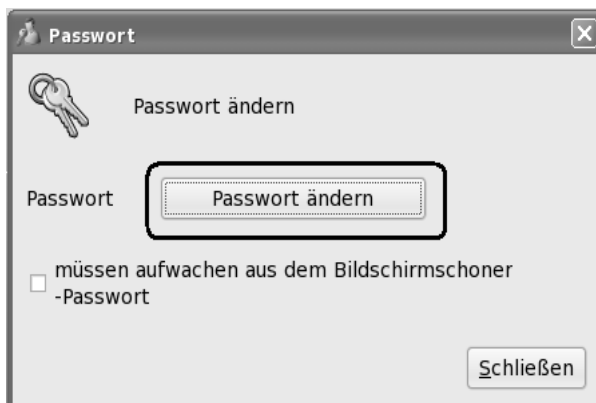 Passwort
Passwort ändern
Passwort Passwort ändern
müssen aufwachen aus dem Bildschirmschoner
-Passwort
Schließen